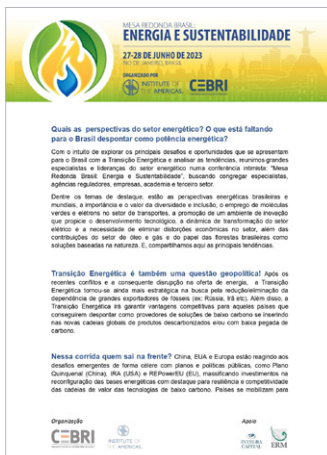 MESA REDONDA BRASIL:
ENERGIA E SUSTENTABILIDADE
27-28 DE JUNHO DE 2023
RIO DE JANEIRO, BRASIL
ORGANIZADO POR
INSTITUTE OF THE AMERICAS
CEBRI
Quais as perspectivas do setor energético? O que está faltando
para o Brasil despontar como potência energética?
Com o intuito de explorar os principais desafios e oportunidades que se apresentam
para o Brasil com a Transição Energética e analisar as tendências, reunimos grandes
especialistas e lideranças do setor energético numa conferência intimista: "Mesa
Redonda Brasil: Energia e Sustentabilidade", buscando congregar especialistas,
agências reguladores, empresas, academia e terceiro setor.
Dentre os temas de destaque, estão as perspectivas energéticas brasileiras e
mundiais, a importância e o valor da diversidade e inclusão, o emprego de moléculas
verdes e elétrons no setor de transportes, a promoção de um ambiente de inovação
que propicie o desenvolvimento tecnológico, a dinâmica de transformação do setor
elétrico e a necessidade de eliminar distorções econômicas no setor, além das
contribuições do setor de óleo e gás e do papel das florestas brasileiras como
soluções baseadas na natureza. E, compartilhamos aqui as principais tendências.
Transição Energética é também uma questão geopolítica! Após os
recentes conflitos e a consequente disrupção na oferta de energia, a Transição
Energética tornou-se ainda mais estratégica na busca pela redução/eliminação da
dependência de grandes exportadores de fósseis (ex: Rússia, Irã etc). Além disso, a
Transição Energética irá garantir vantagens competitivas para aqueles países que
conseguirem despontar como provedores de soluções de baixo carbono se inserindo
nas novas cadeias globais de produtos descarbonizados e/ou com baixa pegada de
carbono.
Nessa corrida quem sai na frente? China, EUA e Europa estão reagindo aos
desafios emergentes de forma célere com planos e políticas públicas, como Plano
Quinquenal (China), IRA (USA) e REPowerEU (EU), massificando investimentos na
reconfiguração das bases energéticas com destaque para resiliência e competitividade
das cadeias de valor das tecnologias de baixo carbono. Países se mobilizam para
Organização
Apoio
CEBRI
INSTITUTE OF THE AMERICAS
INTEGRA CAPITAL
ERM